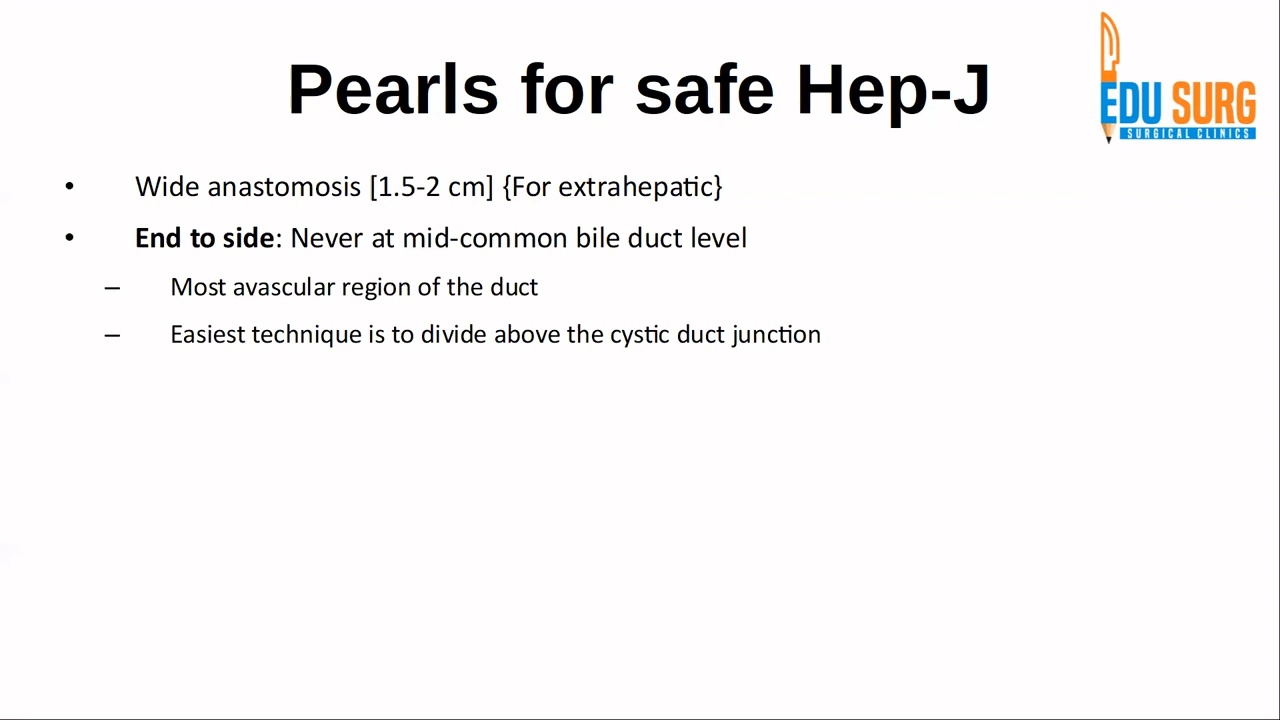 Pearls for safe Hep-J
EDU SURG
SURGICAL CLINICS
• Wide anastomosis [1.5-2 cm] {For extrahepatic}
• End to side: Never at mid-common bile duct level
– Most avascular region of the duct
– Easiest technique is to divide above the cystic duct junction